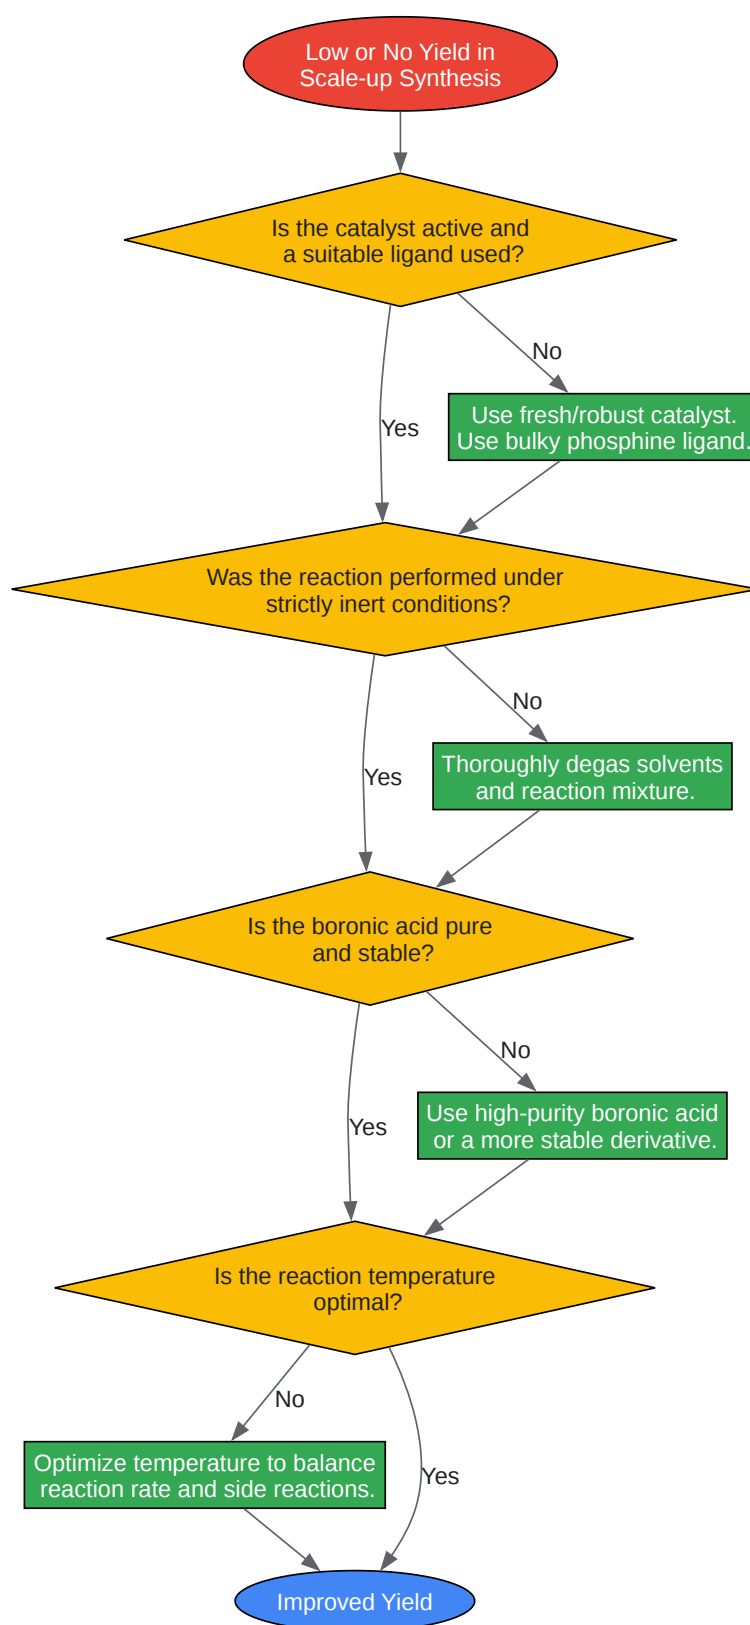 Low or No Yield in
Scale-up Synthesis
Is the catalyst active and
a suitable ligand used?
No
Use fresh/robust catalyst.
Use bulky phosphine ligand.
Yes
Was the reaction performed under
strictly inert conditions?
No
Thoroughly degas solvents
and reaction mixture.
Yes
Is the boronic acid pure
and stable?
No
Use high-purity boronic acid
or a more stable derivative.
Yes
Is the reaction temperature
optimal?
No
Optimize temperature to balance
reaction rate and side reactions.
Yes
Improved Yield